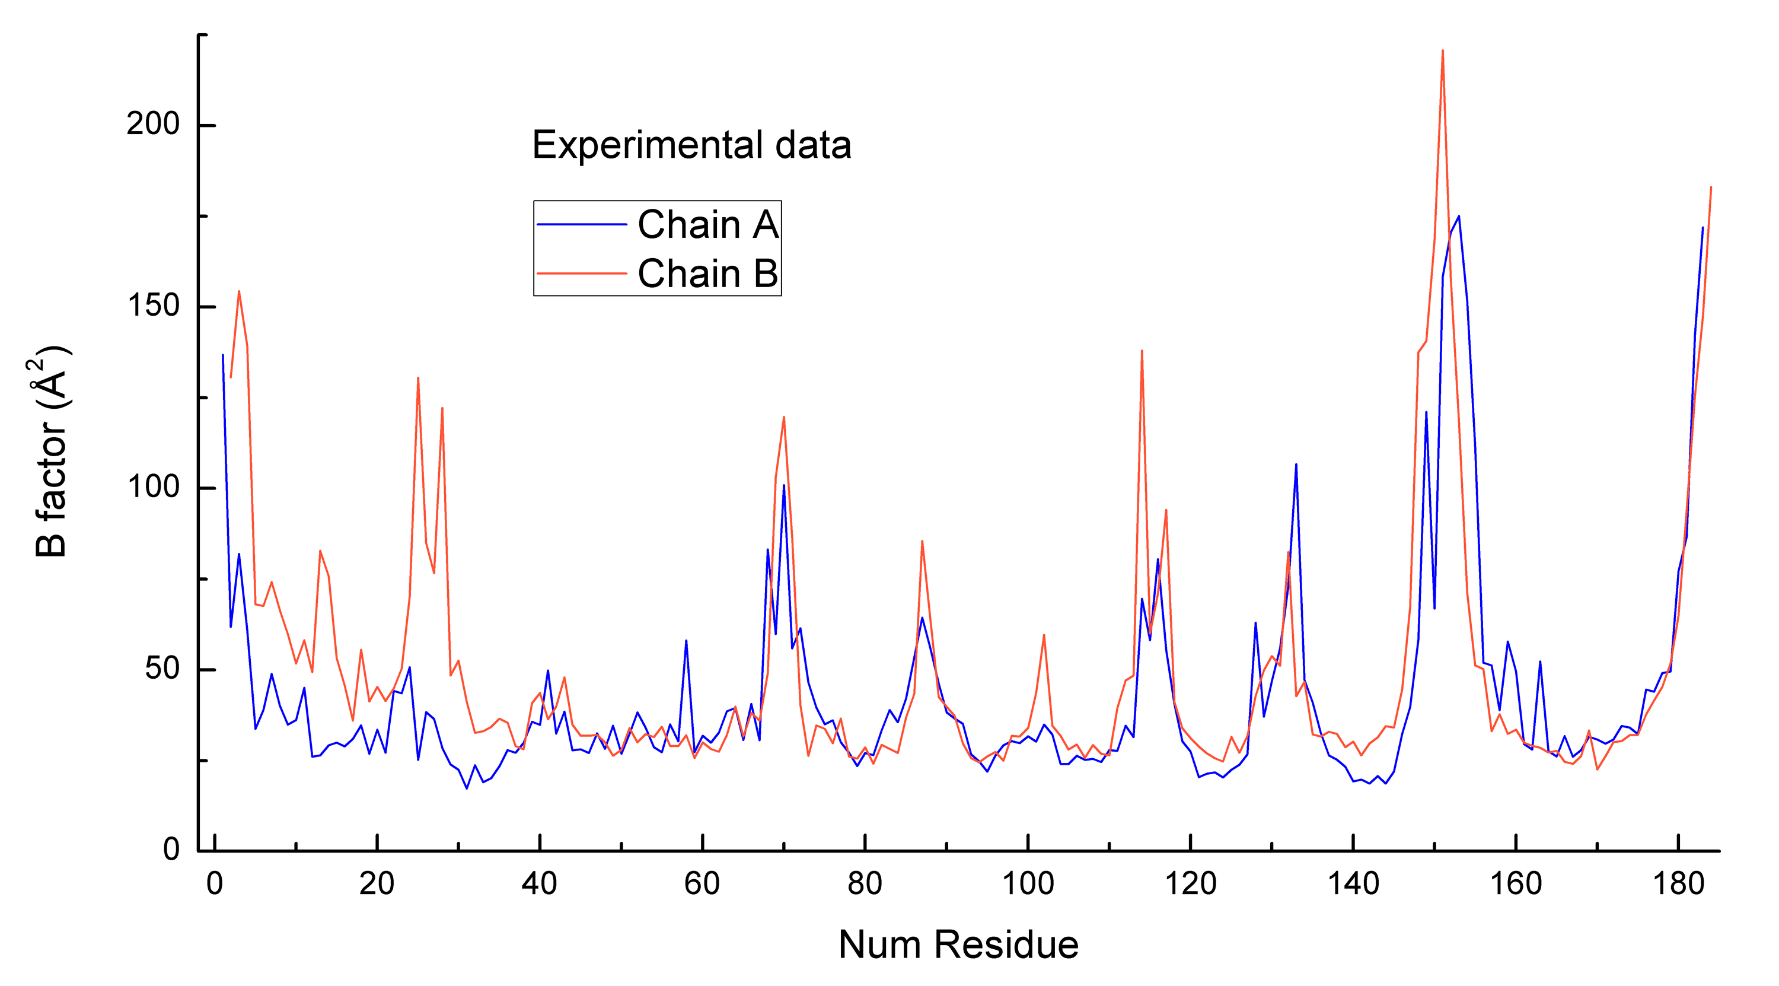 Experimental data
Chain A
Chain B
B factor (Å²)
200
150
100
50
0
0 20 40 60 80 100 120 140 160 180
Num Residue